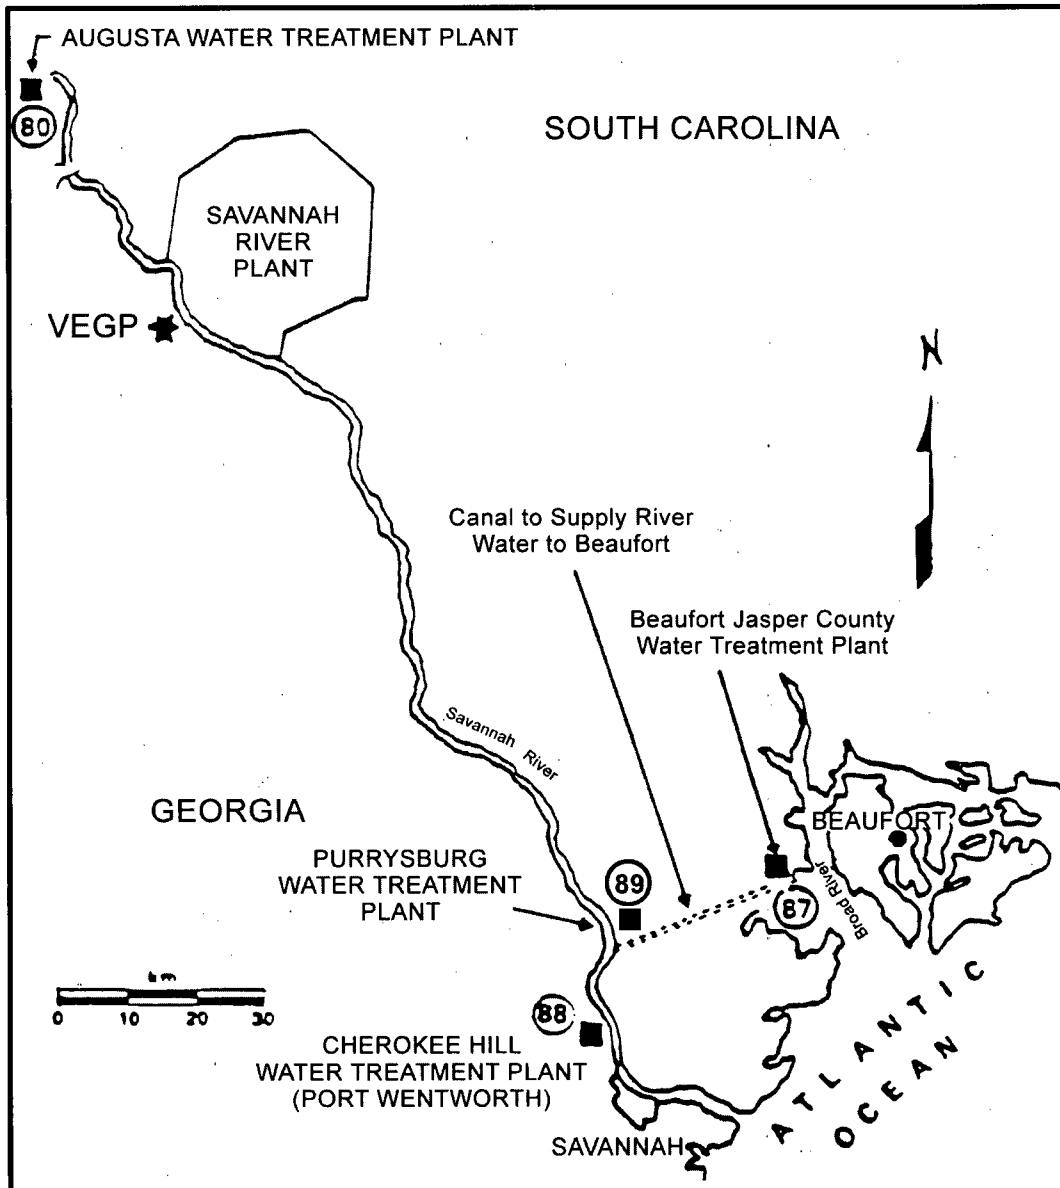 AUGUSTA WATER TREATMENT PLANT
80
SOUTH CAROLINA
SAVANNAH
RIVER
PLANT
VEGP
N
Canal to Supply River
Water to Beaufort
Beaufort Jasper County
Water Treatment Plant
Savannah River
GEORGIA
BEAUFORT
PURRYSBURG
WATER TREATMENT
PLANT
89
87
Broad River
km
0 10 20 30
88
CHEROKEE HILL
WATER TREATMENT PLANT
(PORT WENTWORTH)
ATLANTIC
OCEAN
SAVANNAH